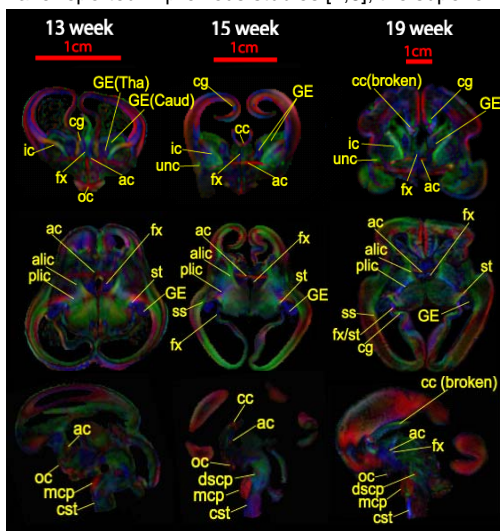 13 week
15 week
19 week
1cm
1cm
1cm
GE(Tha)
GE(Caud)
cg
ic
fx
ac
oc
cg
GE
cc
ic
unc
fx
ac
cc(broken)
cg
ic
GE
unc
fx
ac
ac
fx
alic
plic
st
GE
ac
fx
alic
plic
st
ss
GE
fx
ac
fx
alic
plic
st
ss
GE
fx/st
cg
ac
oc
mcp
cst
cc
ac
oc
dscp
mcp
cst
cc (broken)
ac
fx
oc
dscp
mcp
cst